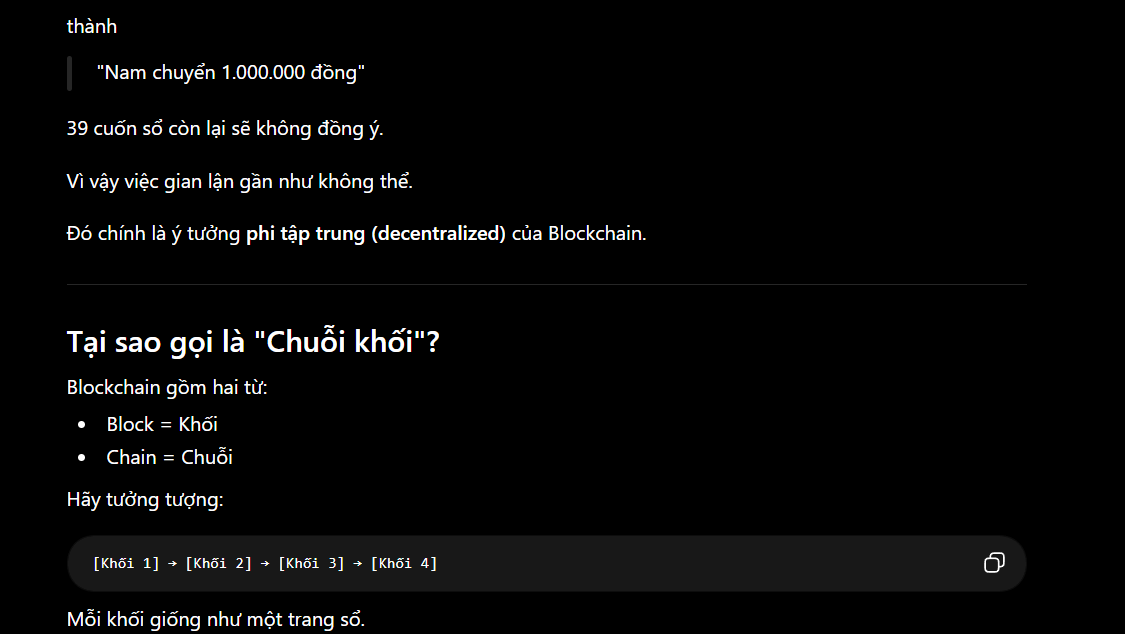 thành
"Nam chuyển 1.000.000 đồng"
39 cuốn sổ còn lại sẽ không đồng ý.
Vì vậy việc gian lận gần như không thể.
Đó chính là ý tưởng phi tập trung (decentralized) của Blockchain.
Tại sao gọi là "Chuỗi khối"?
Blockchain gồm hai từ:
• Block = Khối
• Chain = Chuỗi
Hãy tưởng tượng:
[Khối 1] → [Khối 2] → [Khối 3] → [Khối 4]
Mỗi khối giống như một trang sổ.